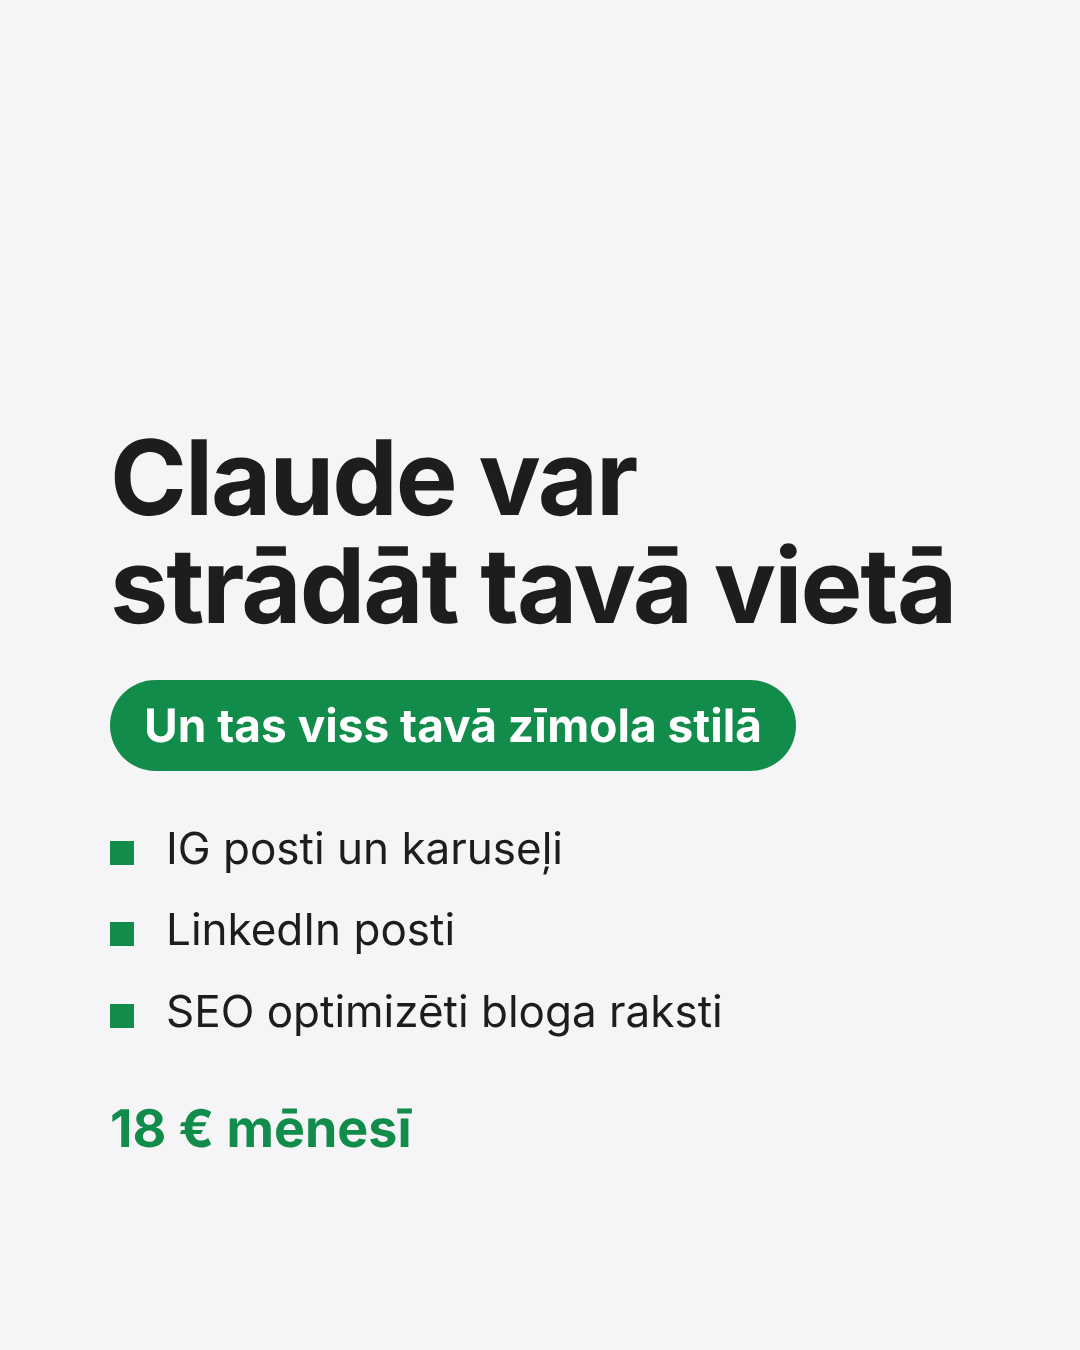 Claude var
strādāt tavā vietā
Un tas viss tavā zīmola stilā
IG posti un karuseļi
LinkedIn posti
SEO optimizēti bloga raksti
18 € mēnesī